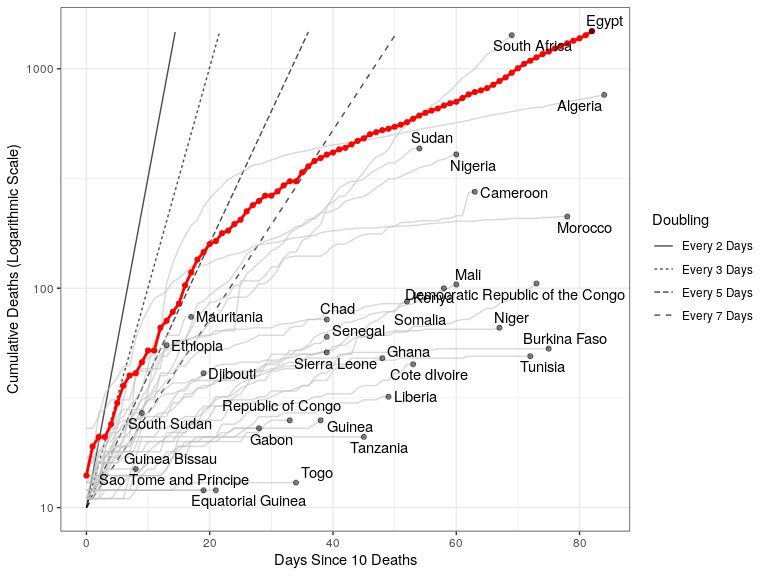 Egypt
South Africa
1000
Algeria
Sudan
Nigeria
Cameroon
Morocco
Doubling
Every 2 Days
Every 3 Days
Every 5 Days
Every 7 Days
Cumulative Deaths (Logarithmic Scale)
Mali
100
Kenya
Democratic Republic of the Congo
Mauritania
Chad
Somalia
Niger
Senegal
Ethiopia
Burkina Faso
Ghana
Sierra Leone
Tunisia
Djibouti
Cote dIvoire
Liberia
Republic of Congo
South Sudan
Guinea
Gabon
Tanzania
Guinea Bissau
Togo
Sao Tome and Principe
Equatorial Guinea
10
0 20 40 60 80
Days Since 10 Deaths